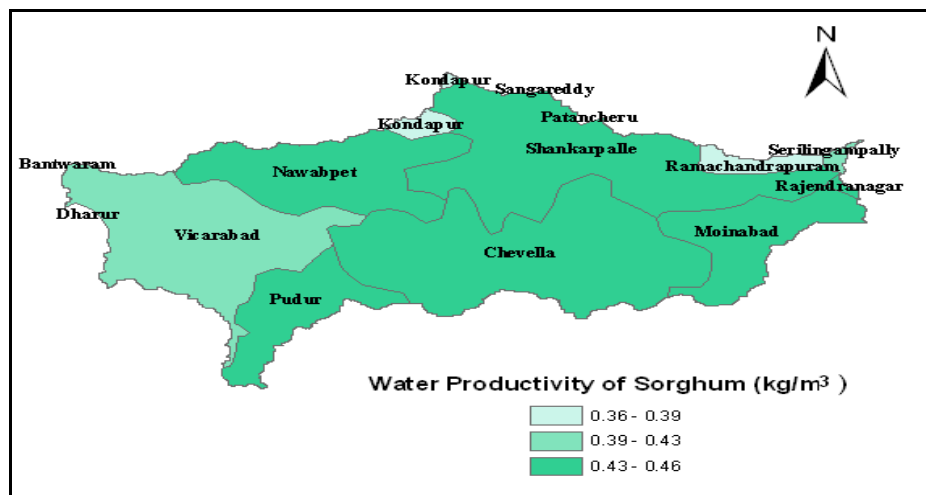 N
Kondapur
Sangareddy
Kondapur
Patancheru
Shankarpalle
Serilingampally
Bantwaram
Nawabpet
Ramachandrapuram
Rajendranagar
Dharur
Vicarabad
Moinabad
Chevella
Pudur
Water Productivity of Sorghum (kg/m³ )
0.36 - 0.39
0.39 - 0.43
0.43 - 0.46